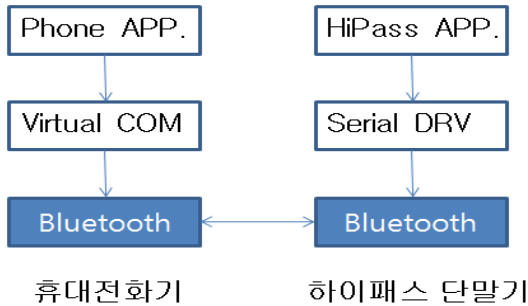 Phone APP.
HiPass APP.
Virtual COM
Serial DRV
Bluetooth
Bluetooth
휴대전화기
하이패스 단말기